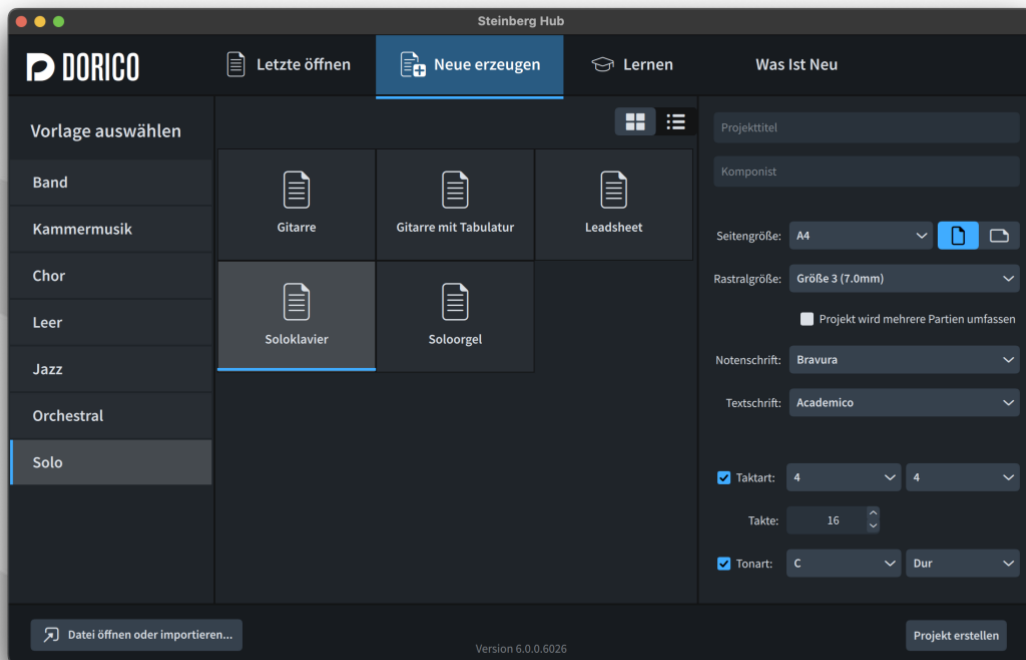 Steinberg Hub
DORICO
Letzte öffnen
Neue erzeugen
Lernen
Was Ist Neu
Vorlage auswählen
Band
Kammermusik
Chor
Leer
Jazz
Orchestral
Solo
Gitarre
Gitarre mit Tabulatur
Leadsheet
Soloklavier
Soloorgel
Projekttitel
Komponist
Seitengröße: A4
Rastralgröße: Größe 3 (7.0mm)
Projekt wird mehrere Partien umfassen
Notenschrift: Bravura
Textschrift: Academico
Taktart: 4 4
Takte: 16
Tonart: C Dur
Datei öffnen oder importieren...
Version 6.0.0.6026
Projekt erstellen